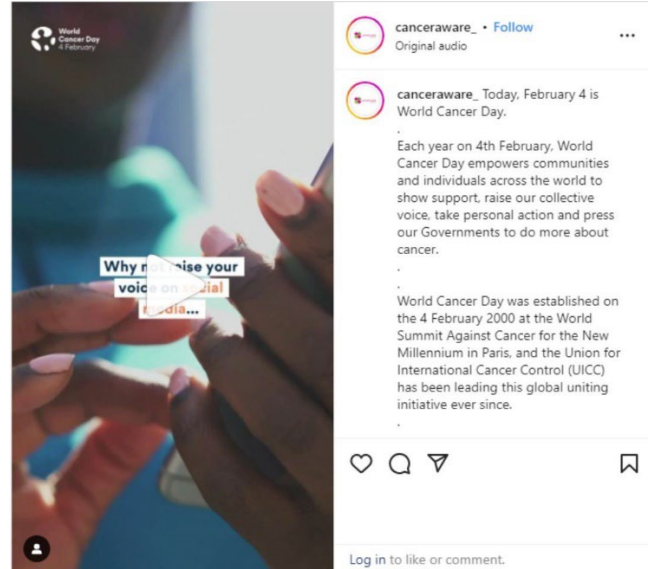 World
Cancer Day
4 February
Why not raise your
voice on social
media...
canceraware_ • Follow
Original audio
canceraware_ Today, February 4 is
World Cancer Day.
.
Each year on 4th February, World
Cancer Day empowers communities
and individuals across the world to
show support, raise our collective
voice, take personal action and press
our Governments to do more about
cancer.
.
.
World Cancer Day was established on
the 4 February 2000 at the World
Summit Against Cancer for the New
Millennium in Paris, and the Union for
International Cancer Control (UICC)
has been leading this global uniting
initiative ever since.
.
Log in to like or comment.